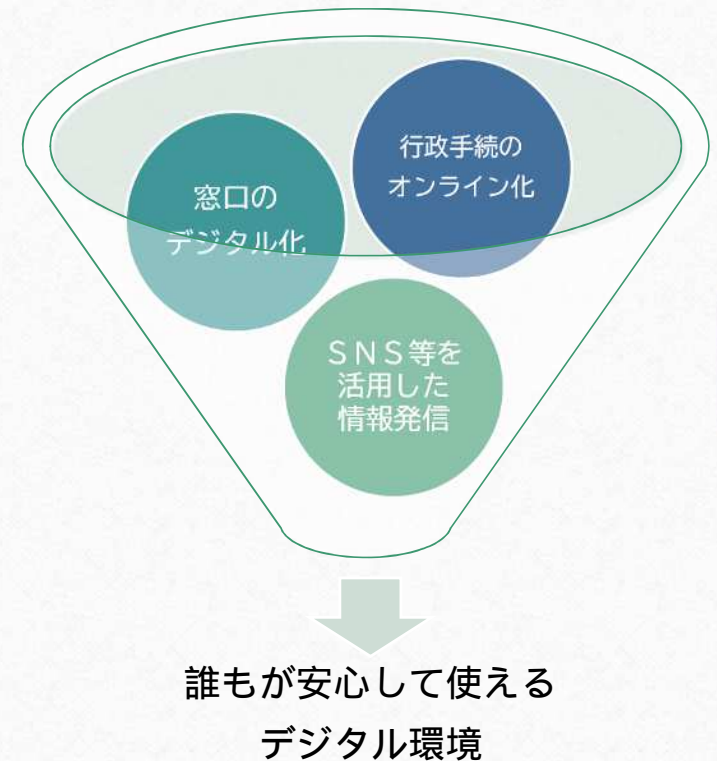 窓口の
デジタル化
行政手続の
オンライン化
ＳＮＳ等を
活用した
情報発信
誰もが安心して使える
デジタル環境